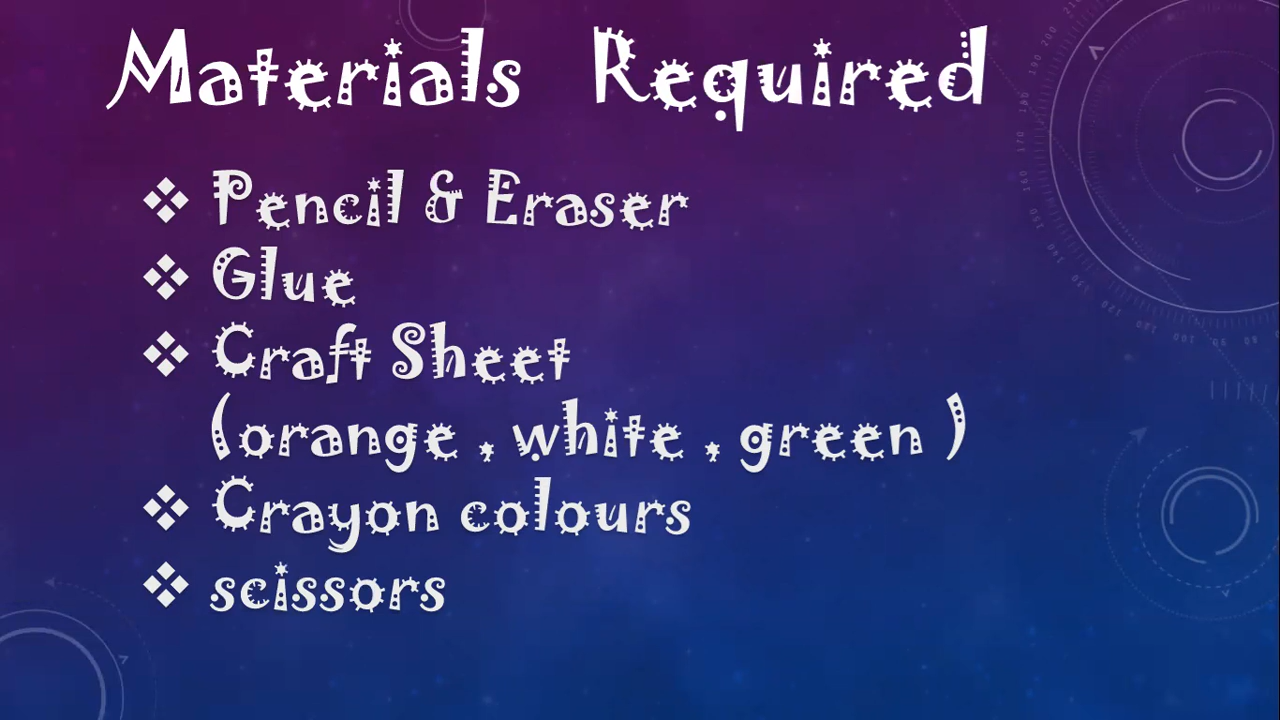 Materials Required
❖ Pencil & Eraser
❖ Glue
❖ Craft Sheet
(orange , white , green )
❖ Crayon colours
❖ scissors